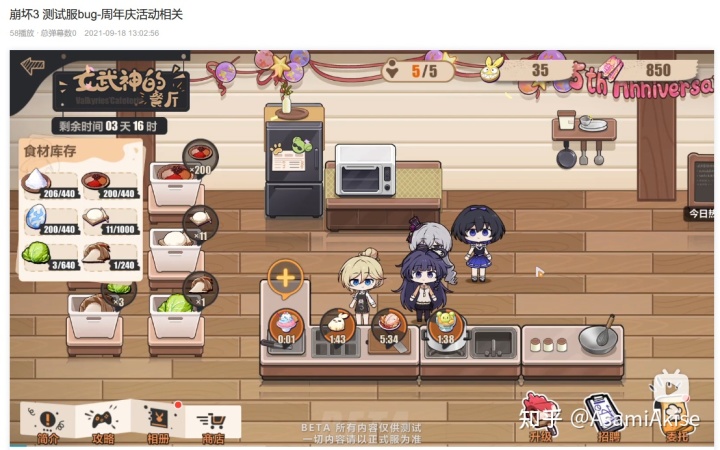 崩坏3 测试服bug-周年庆活动相关
58播放 · 总弹幕数0 2021-09-18 13:02:56
女武神的
餐厅
Valkyries' Cafeteria
剩余时间 03 天 16 时
5/5
35
850
5th Anniversa
食材库存
206/440
200/440
200/440
11/1000
3/640
1/240
×200
×11
×3
×1
今日热
0:01
1:43
5:34
1:38
简介
攻略
相册
商店
BETA 所有内容仅供测试
一切内容请以正式服为准
升级
招聘
委托
知乎 @AsamiAkise